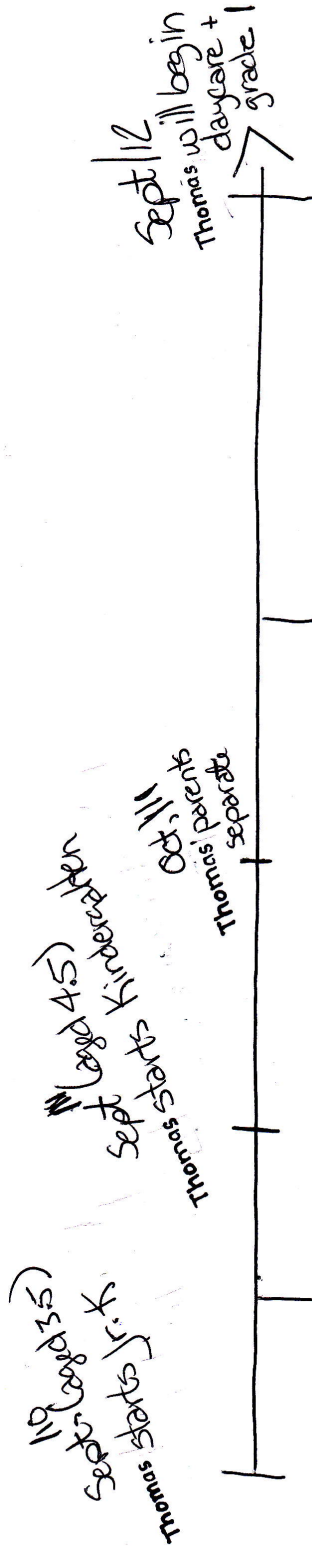 Sept /10 (aged 3.5)
Thomas starts Jr. K
Sept /11 (aged 4.5)
Thomas starts Kindergarten
Oct. /11
Thomas' parents
separate
Sept /12
Thomas will begin
daycare +
grade 1